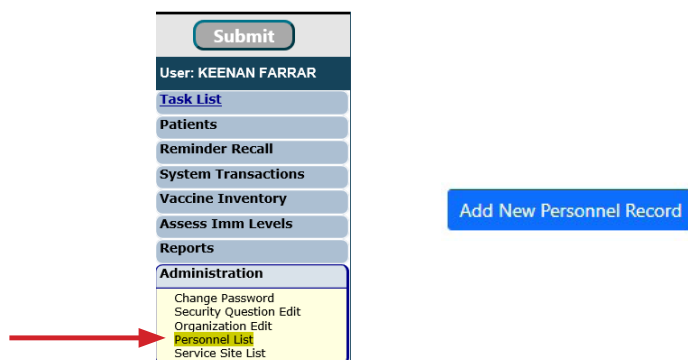 Submit
User: KEENAN FARRAR
Task List
Patients
Reminder Recall
System Transactions
Vaccine Inventory
Assess Imm Levels
Reports
Administration
Change Password
Security Question Edit
Organization Edit
Personnel List
Service Site List
Add New Personnel Record